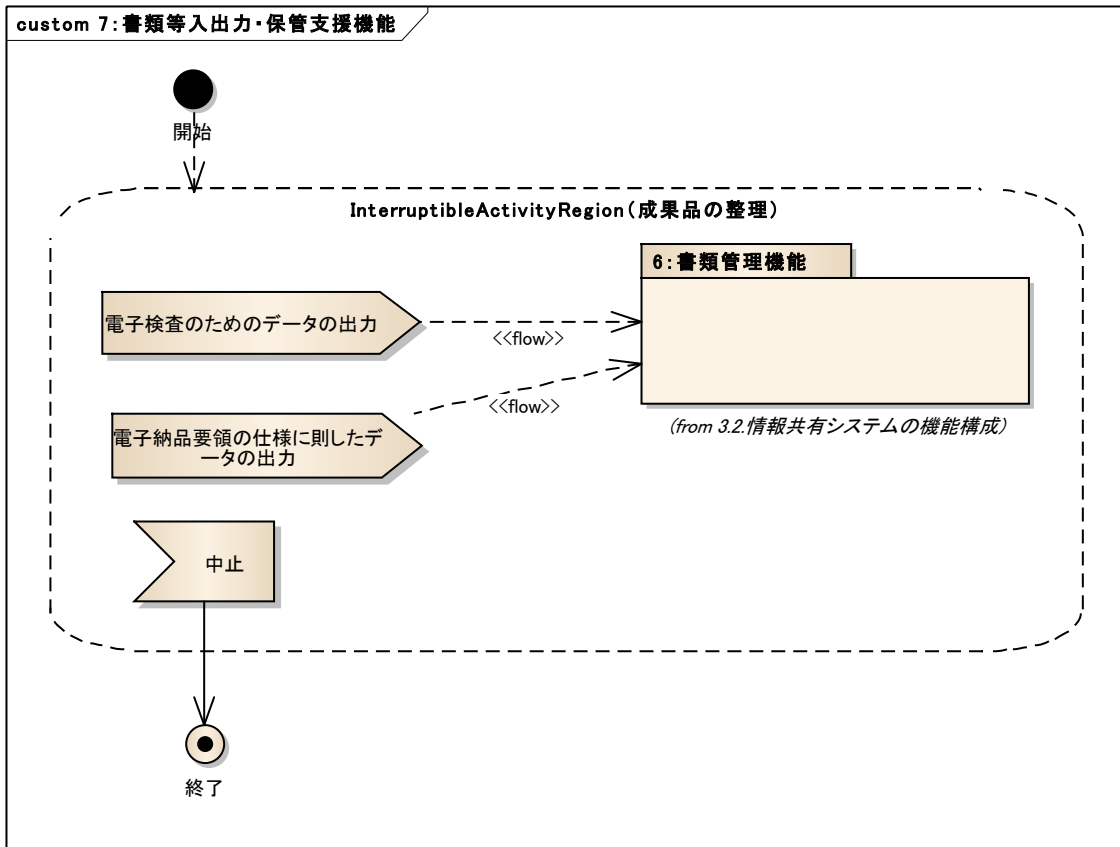 custom 7:書類等入出力・保管支援機能
開始
InterruptibleActivityRegion(成果品の整理)
6:書類管理機能
電子検査のためのデータの出力
<<flow>>
電子納品要領の仕様に則したデ
ータの出力
<<flow>>
(from 3.2.情報共有システムの機能構成)
中止
終了